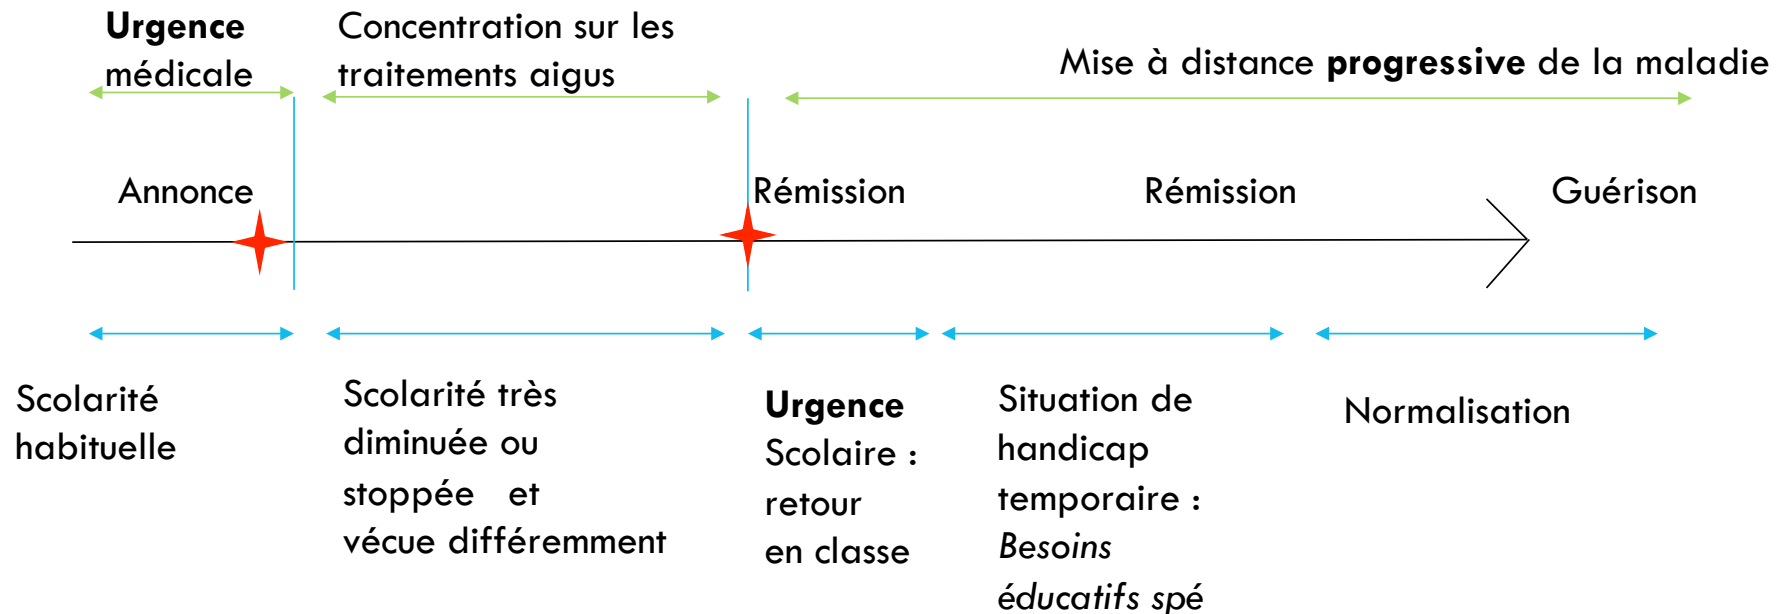 Urgence
médicale
Concentration sur les
traitements aigus
Mise à distance progressive de la maladie
Annonce
Rémission
Rémission
Guérison
Scolarité
habituelle
Scolarité très
diminuée ou
stoppée et
vécue différemment
Urgence
Scolaire :
retour
en classe
Situation de
handicap
temporaire :
Besoins
éducatifs spé
Normalisation